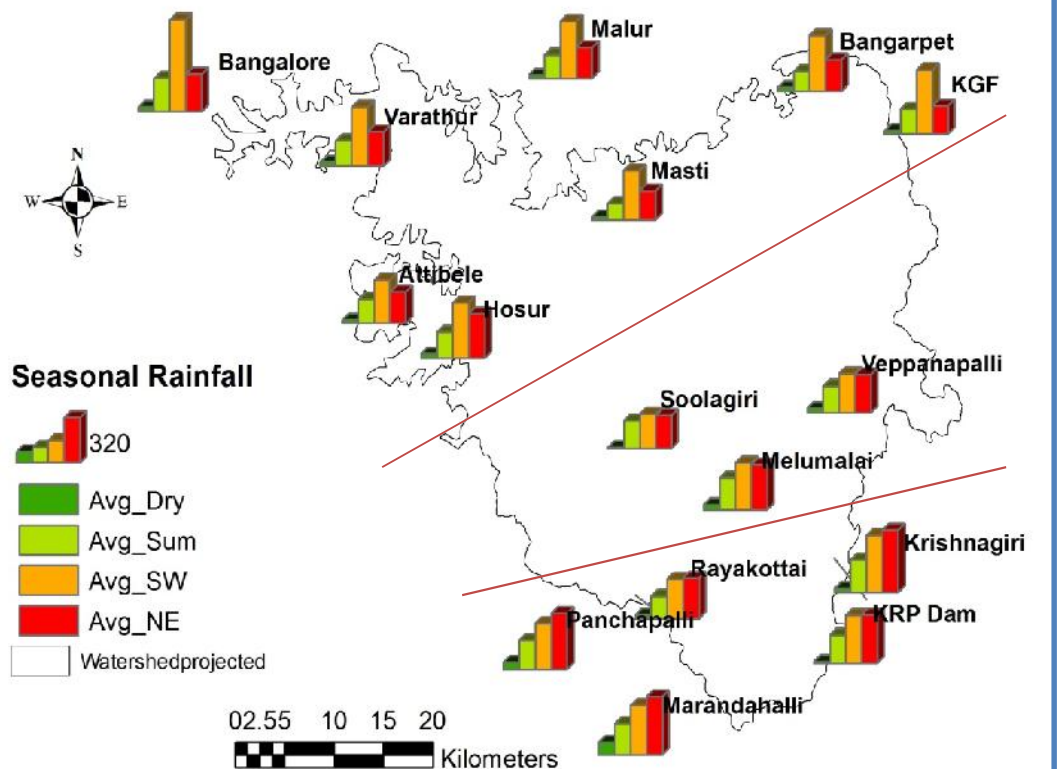 Malur
Bangarpet
Bangalore
KGF
Varathur
N
W E
S
Masti
Attibele
Hosur
Seasonal Rainfall
320
Avg_Dry
Avg_Sum
Avg_SW
Avg_NE
Watershedprojected
Veppanapalli
Soolagiri
Melumalai
Krishnagiri
Rayakottai
Panchapalli
KRP Dam
Marandahalli
02.55 10 15 20
Kilometers